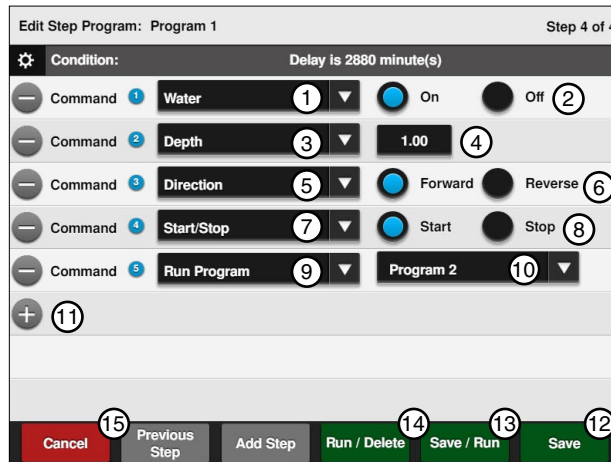 Edit Step Program: Program 1 Step 4 of 4
Condition: Delay is 2880 minute(s)
Command 1 Water 1 On Off 2
Command 2 Depth 3 1.00 4
Command 3 Direction 5 Forward Reverse 6
Command 4 Start/Stop 7 Start Stop 8
Command 5 Run Program 9 Program 2 10
11
15 14 13 12
Cancel Previous Step Add Step Run / Delete Save / Run Save